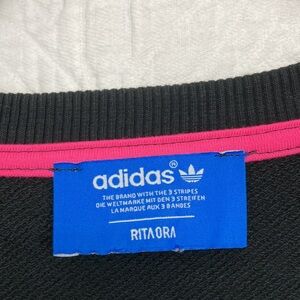 adidas®
THE BRAND WITH THE 3 STRIPES
DIE WELTMARKE MIT DEN 3 STREIFEN
LA MARQUE AUX 3 BANDES
RITA ORA